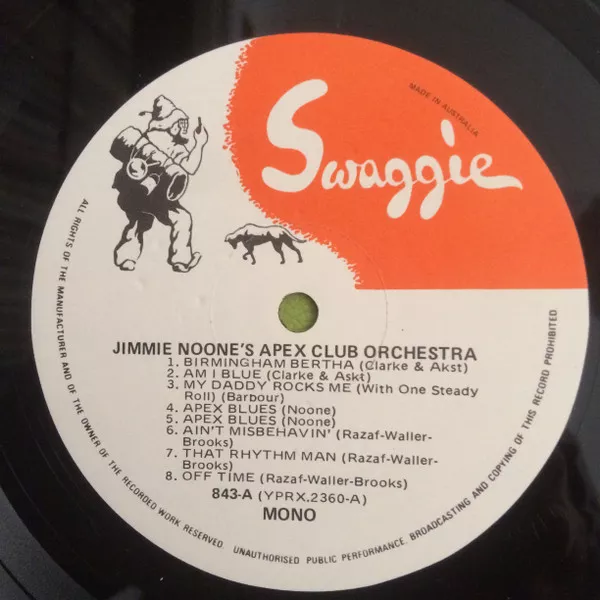 Swaggie
MADE IN AUSTRALIA
JIMMIE NOONE'S APEX CLUB ORCHESTRA
1. BIRMINGHAM BERTHA (Clarke & Akst)
2. AM I BLUE (Clarke & Askt)
3. MY DADDY ROCKS ME (With One Steady
Roll) (Barbour)
4. APEX BLUES (Noone)
5. APEX BLUES (Noone)
6. AIN'T MISBEHAVIN' (Razaf-Waller-
Brooks)
7. THAT RHYTHM MAN (Razaf-Waller-
Brooks)
8. OFF TIME (Razaf-Waller-Brooks)
843-A (YPRX.2360-A)
MONO
ALL RIGHTS OF THE MANUFACTURER AND OF THE OWNER OF THE RECORDED WORK RESERVED. UNAUTHORISED PUBLIC PERFORMANCE, BROADCASTING AND COPYING OF THIS RECORD PROHIBITED